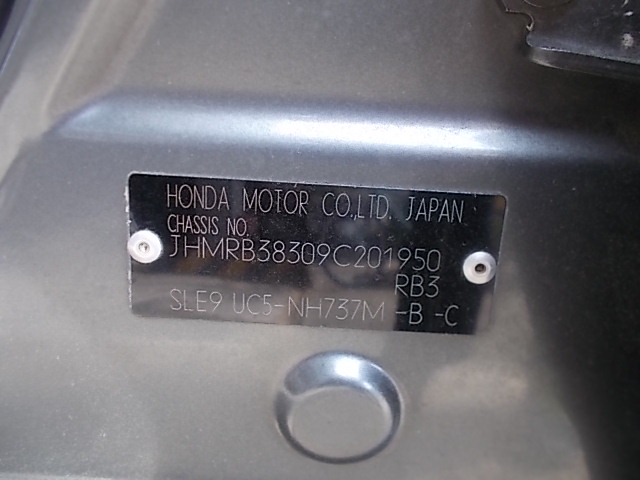 HONDA MOTOR CO.,LTD. JAPAN
CHASSIS NO.
JHMRB38309C201950
RB3
SLE9 UC5-NH737M -B -C